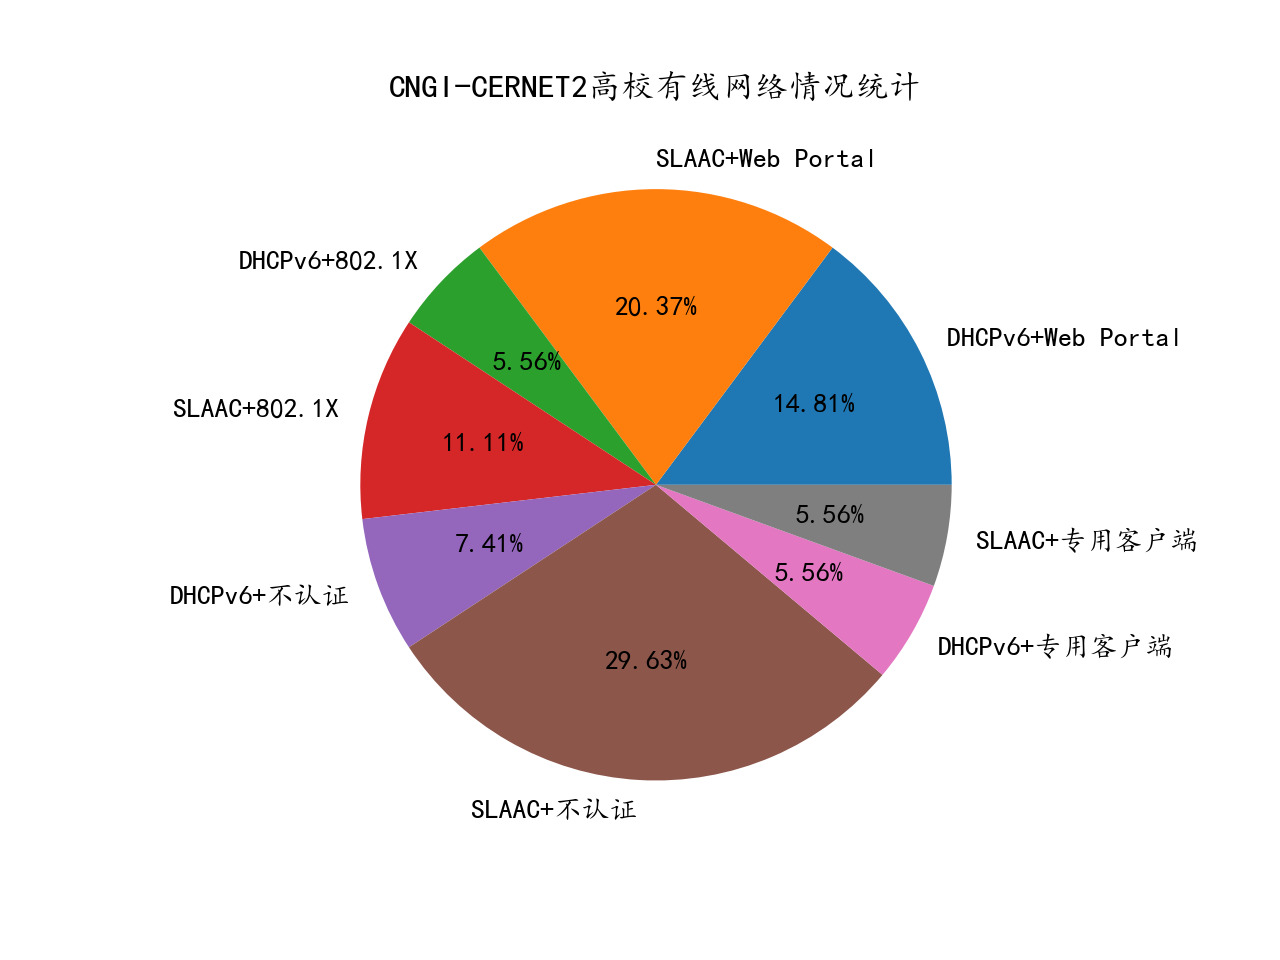 CNGI-CERNET2高校有线网络情况统计
SLAAC+Web Portal
DHCPv6+802.1X
20.37%
DHCPv6+Web Portal
5.56%
14.81%
SLAAC+802.1X
11.11%
5.56%
SLAAC+专用客户端
7.41%
5.56%
DHCPv6+不认证
DHCPv6+专用客户端
29.63%
SLAAC+不认证